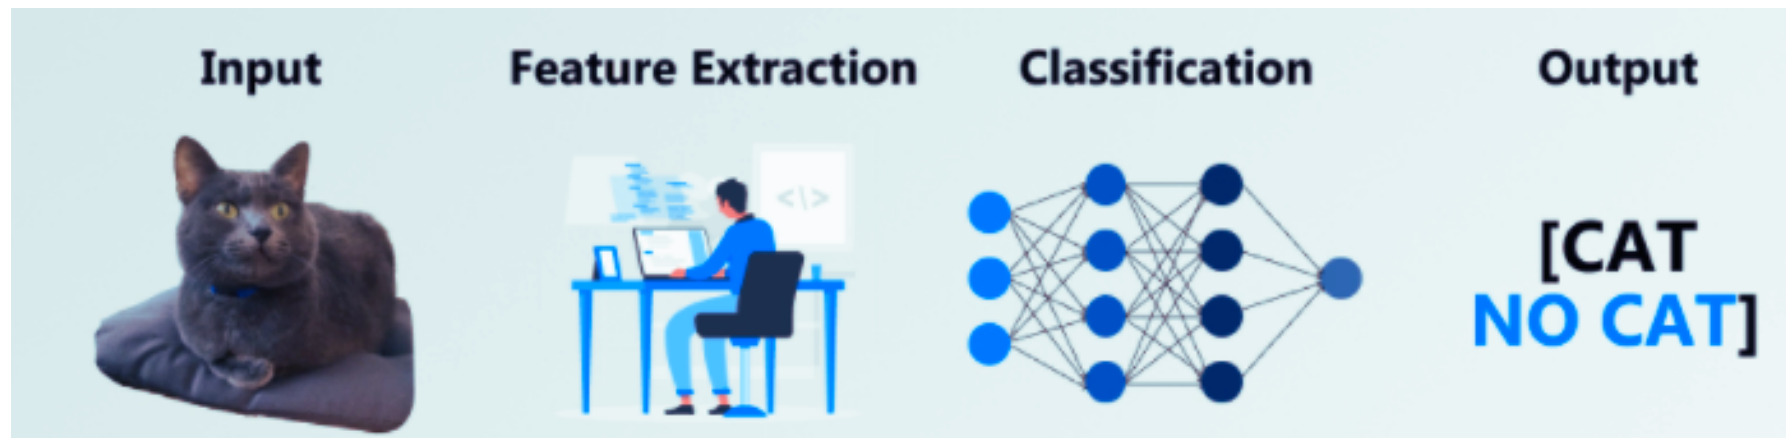 Input
Feature Extraction
Classification
Output
<\>
[CAT
NO CAT]